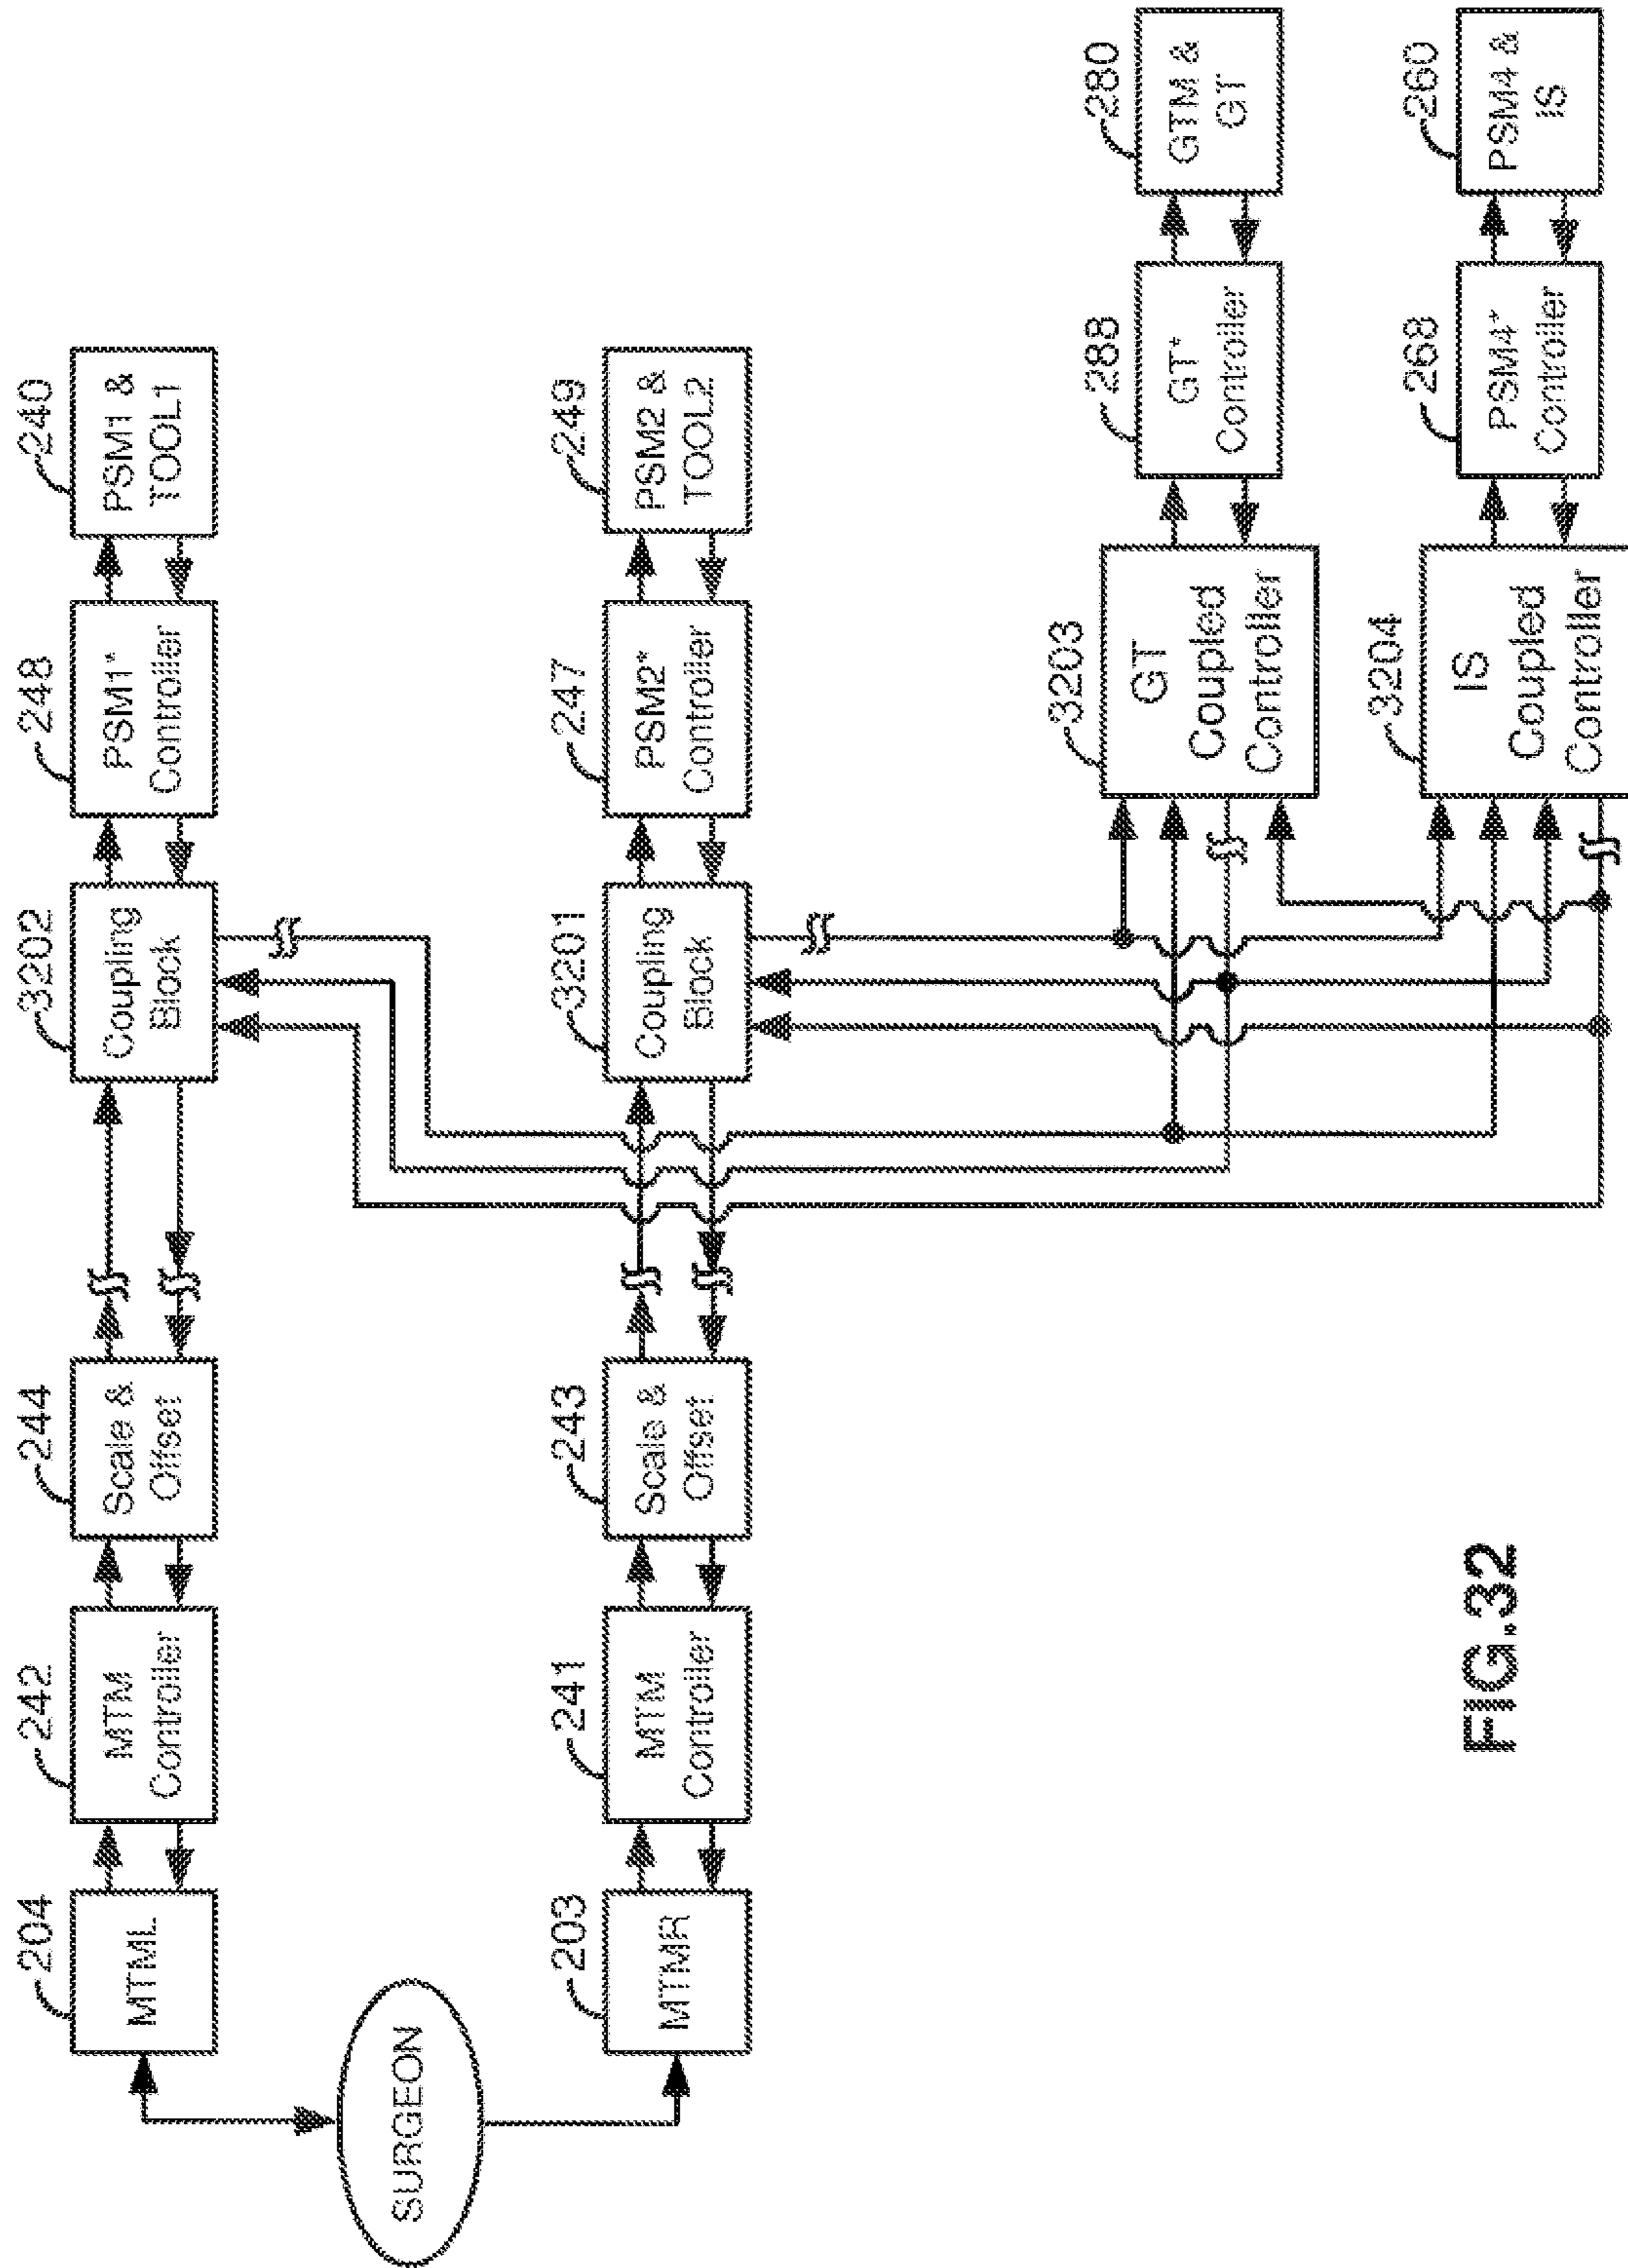 204
MTML
242
MTM
Controller
244
Scale &
Offset
3202
Coupling
Block
248
PSM1*
Controller
240
PSM1 &
TOOL1
SURGEON
203
MTMR
241
MTM
Controller
243
Scale &
Offset
3201
Coupling
Block
247
PSM2*
Controller
249
PSM2 &
TOOL2
3203
GT
Coupled
Controller
288
GT*
Controller
280
GTM &
GT
3204
IS
Coupled
Controller
268
PSM4*
Controller
260
PSM4 &
IS
FIG.32